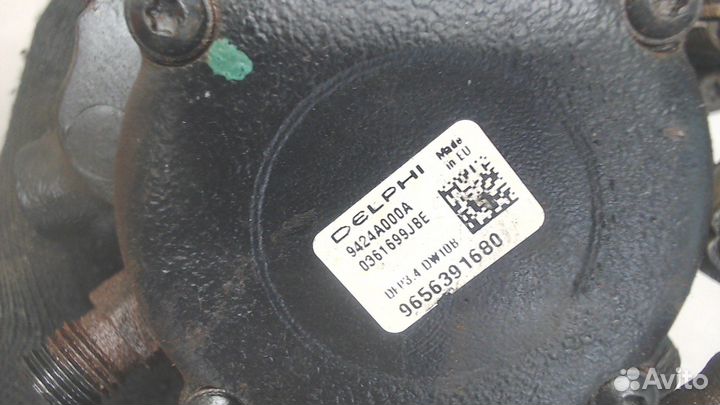 DELPHI
Made
in EU
9424A000A
0361699JBE
DFP3.4 DW10B
9656391680
Avito